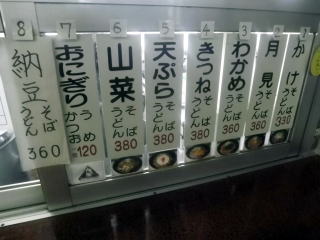 1
かけ そば うどん 330
2
月見 そば うどん 360
3
わかめ そば うどん 360
4
きつね そば うどん 380
5
天ぷら そば うどん 380
6
山菜 そば うどん 380
7
おにぎり うめ かつお 120
8
納豆 そば うどん 360